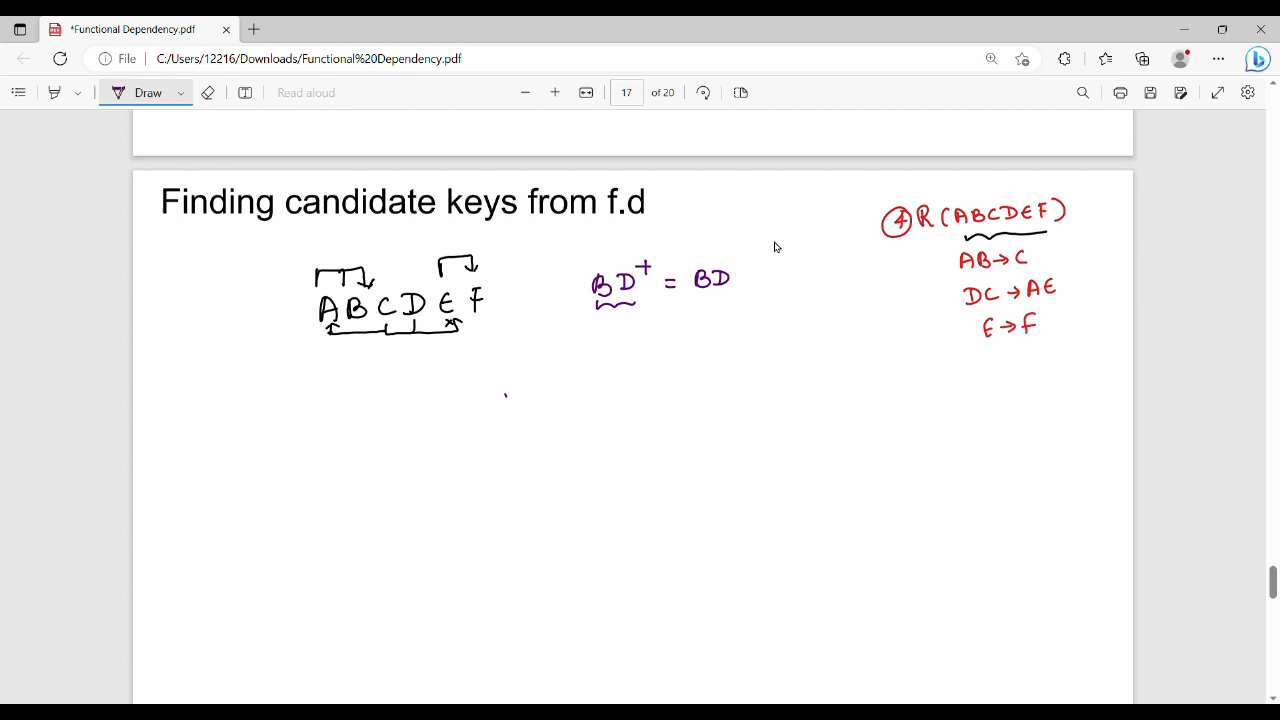 *Functional Dependency.pdf
File C:/Users/12216/Downloads/Functional%20Dependency.pdf
Draw Read aloud 17 of 20
Finding candidate keys from f.d
④ R (ABCDEF)
AB→C
DC→AE
E→F
ABCDEF
BD⁺ = BD